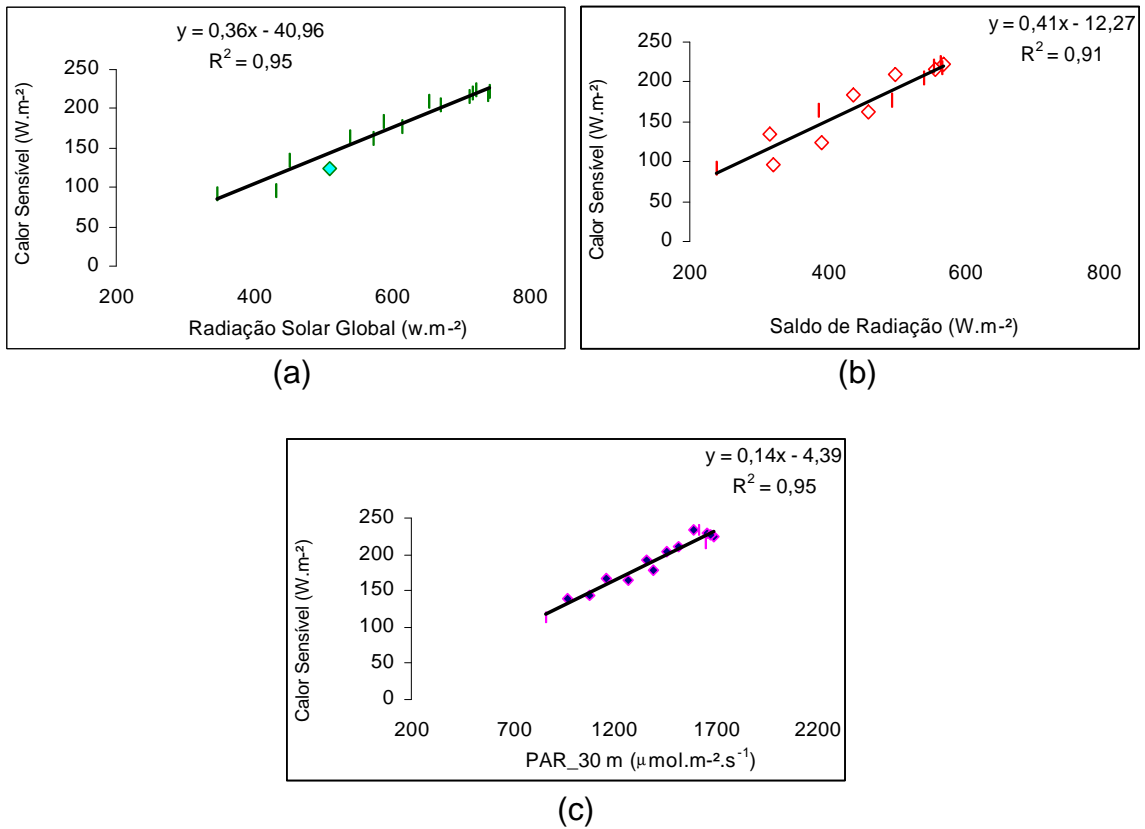 y = 0,36x - 40,96
R² = 0,95
250
200
150
100
50
0
200 400 600 800
Calor Sensível (W.m-²)
Radiação Solar Global (w.m-²)
(a)
y = 0,41x - 12,27
R² = 0,91
250
200
150
100
50
0
200 400 600 800
Calor Sensível (W.m-²)
Saldo de Radiação (W.m-²)
(b)
y = 0,14x - 4,39
R² = 0,95
250
200
150
100
50
0
200 700 1200 1700 2200
Calor Sensível (W.m-²)
PAR_30 m (μmol.m-².s⁻¹)
(c)